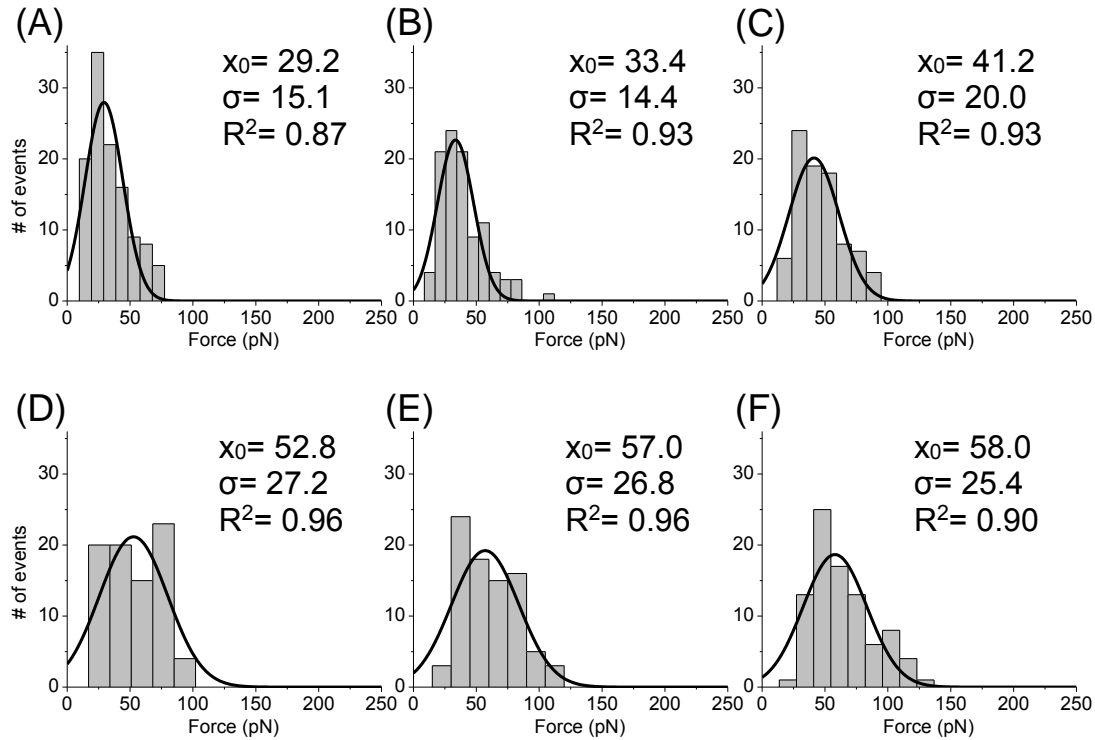 (A)
x₀= 29.2
σ= 15.1
R²= 0.87
# of events
30
20
10
0
0 50 100 150 200 250
Force (pN)
(B)
x₀= 33.4
σ= 14.4
R²= 0.93
30
20
10
0
0 50 100 150 200 250
Force (pN)
(C)
x₀= 41.2
σ= 20.0
R²= 0.93
30
20
10
0
0 50 100 150 200 250
Force (pN)
(D)
x₀= 52.8
σ= 27.2
R²= 0.96
# of events
30
20
10
0
0 50 100 150 200 250
Force (pN)
(E)
x₀= 57.0
σ= 26.8
R²= 0.96
30
20
10
0
0 50 100 150 200 250
Force (pN)
(F)
x₀= 58.0
σ= 25.4
R²= 0.90
30
20
10
0
0 50 100 150 200 250
Force (pN)